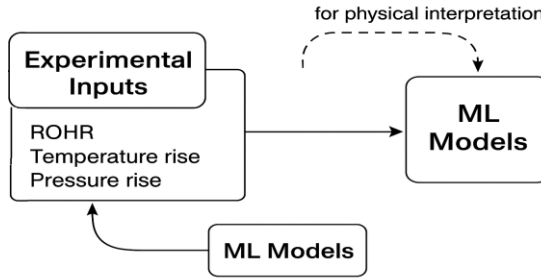 for physical interpretation
Experimental
Inputs
ROHR
Temperature rise
Pressure rise
ML
Models
ML Models